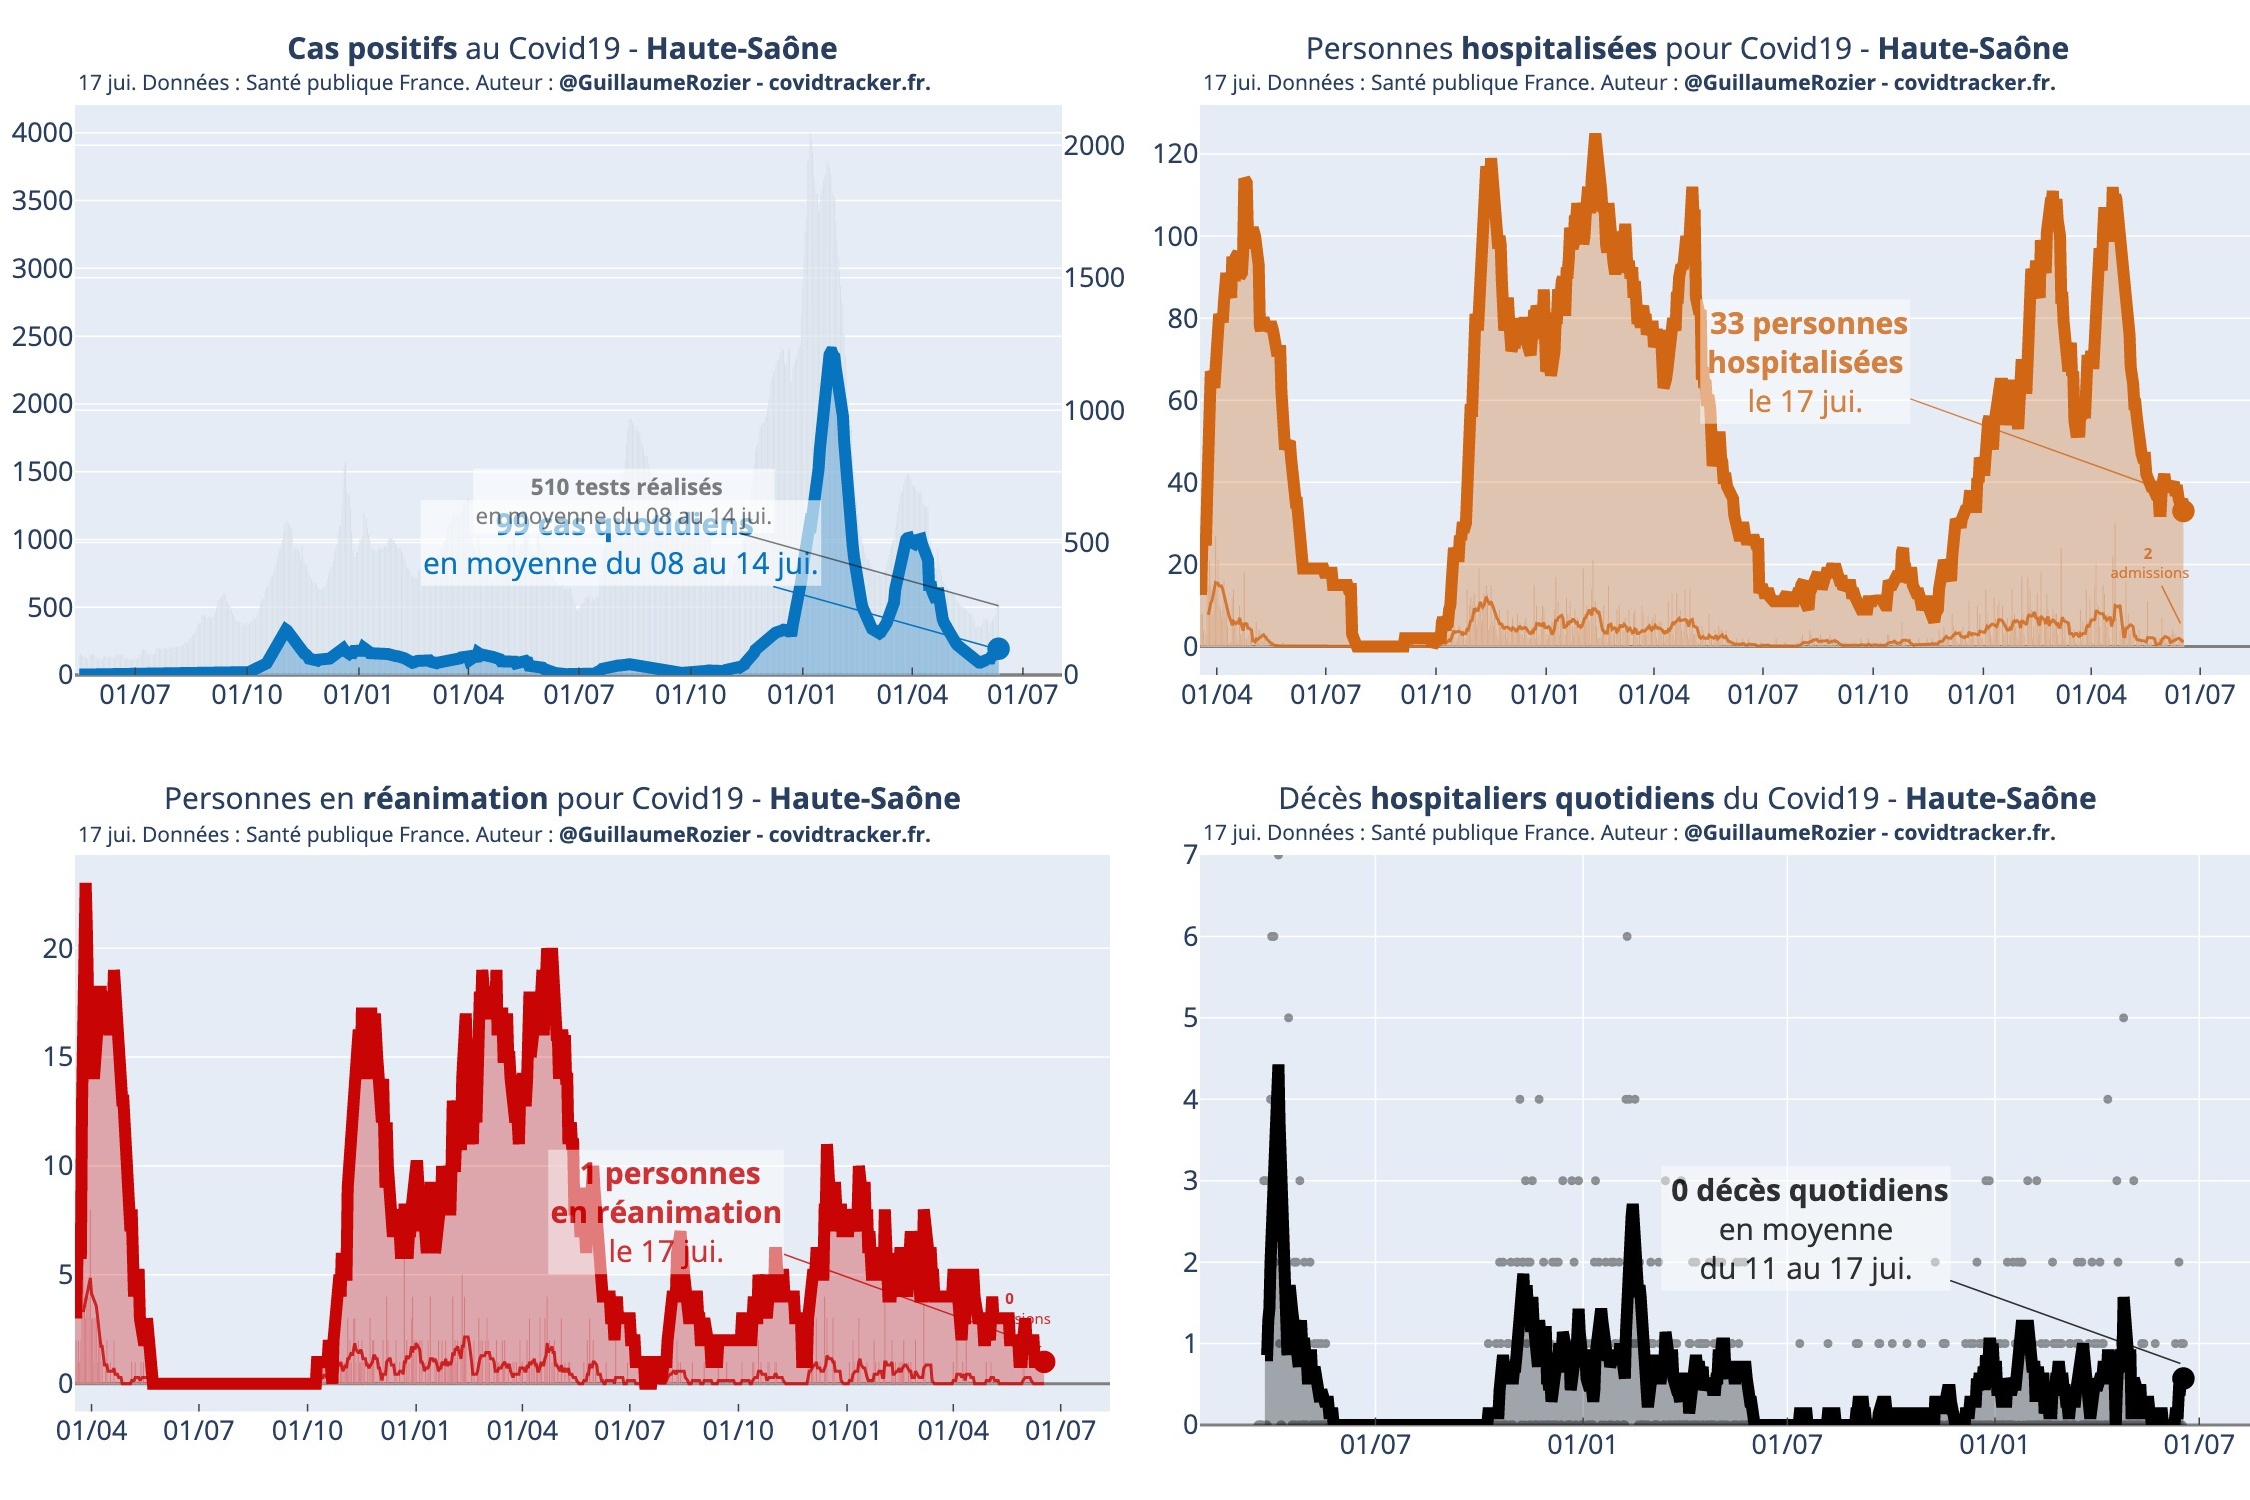 Cas positifs au Covid19 - Haute-Saône
17 jui. Données : Santé publique France. Auteur : @GuillaumeRozier - covidtracker.fr.
4000
3500
3000
2500
2000
1500
1000
500
0
2000
1500
1000
500
0
510 tests réalisés
en moyenne du 08 au 14 jui.
99 cas quotidiens
en moyenne du 08 au 14 jui.
01/07 01/10 01/01 01/04 01/07 01/10 01/01 01/04 01/07
Personnes hospitalisées pour Covid19 - Haute-Saône
17 jui. Données : Santé publique France. Auteur : @GuillaumeRozier - covidtracker.fr.
120
100
80
60
40
20
0
33 personnes
hospitalisées
le 17 jui.
2
admissions
01/04 01/07 01/10 01/01 01/04 01/07 01/10 01/01 01/04 01/07
Personnes en réanimation pour Covid19 - Haute-Saône
17 jui. Données : Santé publique France. Auteur : @GuillaumeRozier - covidtracker.fr.
20
15
10
5
0
1 personnes
en réanimation
le 17 jui.
0
sions
01/04 01/07 01/10 01/01 01/04 01/07 01/10 01/01 01/04 01/07
Décès hospitaliers quotidiens du Covid19 - Haute-Saône
17 jui. Données : Santé publique France. Auteur : @GuillaumeRozier - covidtracker.fr.
7
6
5
4
3
2
1
0
0 décès quotidiens
en moyenne
du 11 au 17 jui.
01/07 01/01 01/07 01/01 01/07